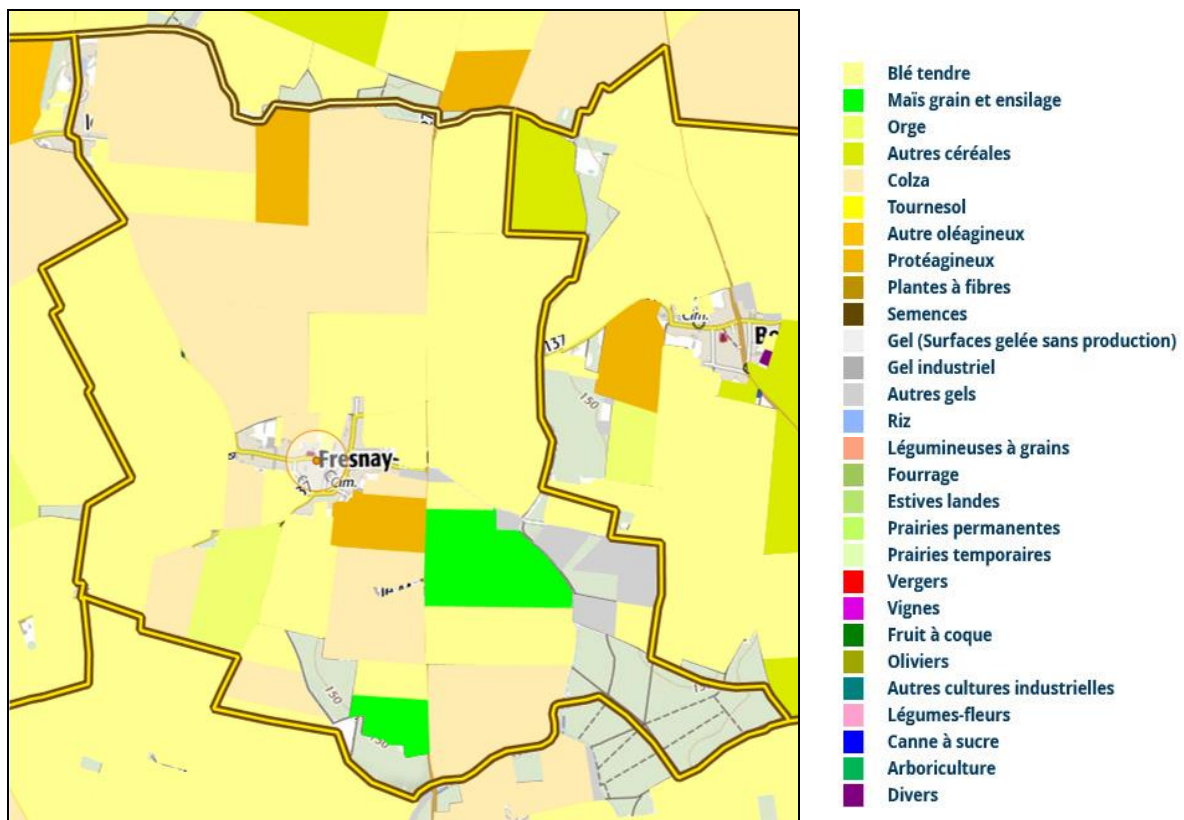 Blé tendre
Maïs grain et ensilage
Orge
Autres céréales
Colza
Tournesol
Autre oléagineux
Protéagineux
Plantes à fibres
Semences
Gel (Surfaces gelée sans production)
Gel industriel
Autres gels
Riz
Légumineuses à grains
Fourrage
Estives landes
Prairies permanentes
Prairies temporaires
Vergers
Vignes
Fruit à coque
Oliviers
Autres cultures industrielles
Légumes-fleurs
Canne à sucre
Arboriculture
Divers
Cim.
137
150
Fresnay-
Cim.
150